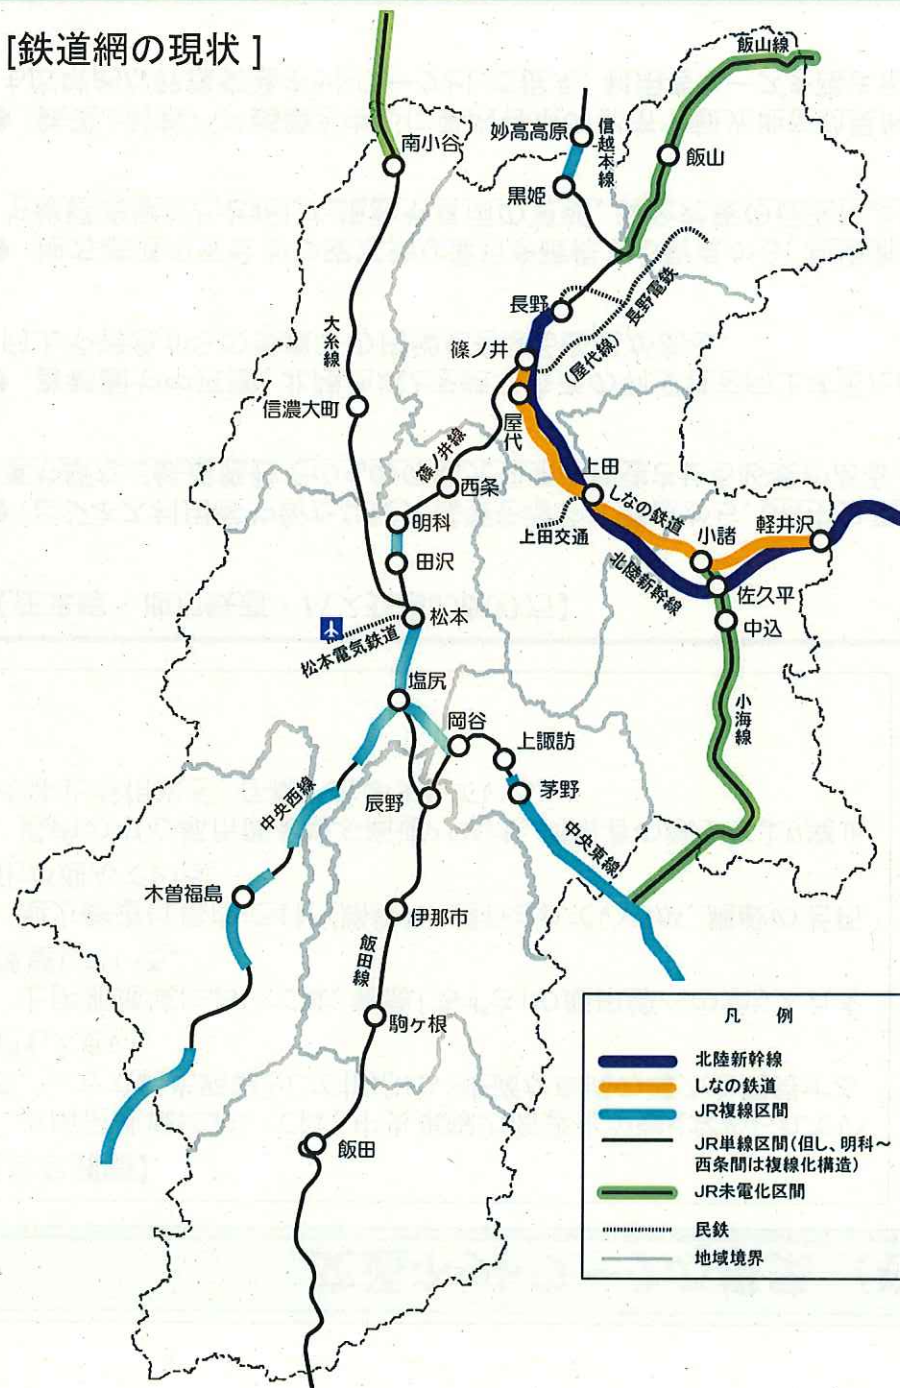 [鉄道網の現状]
飯山線
妙高高原
信越本線
飯山
南小谷
黒姫
長野
長野電鉄
(屋代線)
篠ノ井
大糸線
信濃大町
屋代
篠ノ井線
西条
上田
しなの鉄道
上田交通
小諸
軽井沢
明科
田沢
北陸新幹線
佐久平
中込
松本
松本電気鉄道
塩尻
小海線
岡谷
上諏訪
辰野
茅野
中央西線
中央東線
木曽福島
伊那市
飯田線
駒ヶ根
飯田
凡 例
北陸新幹線
しなの鉄道
JR複線区間
JR単線区間(但し、明科~
西条間は複線化構造)
JR未電化区間
民鉄
地域境界